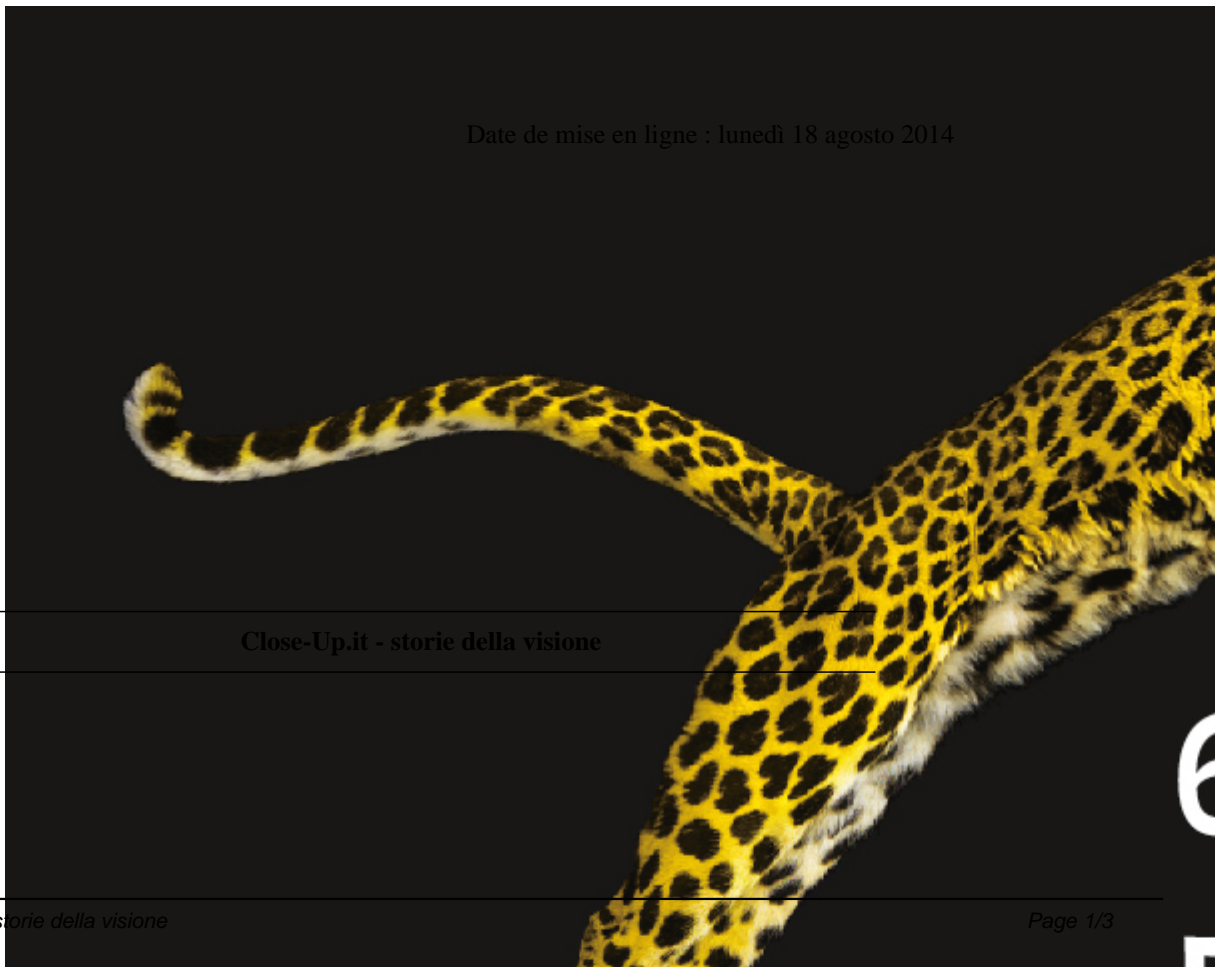 Date de mise en ligne : lunedì 18 agosto 2014
Close-Up.it - storie della visione
storie della visione
Page 1/3
6